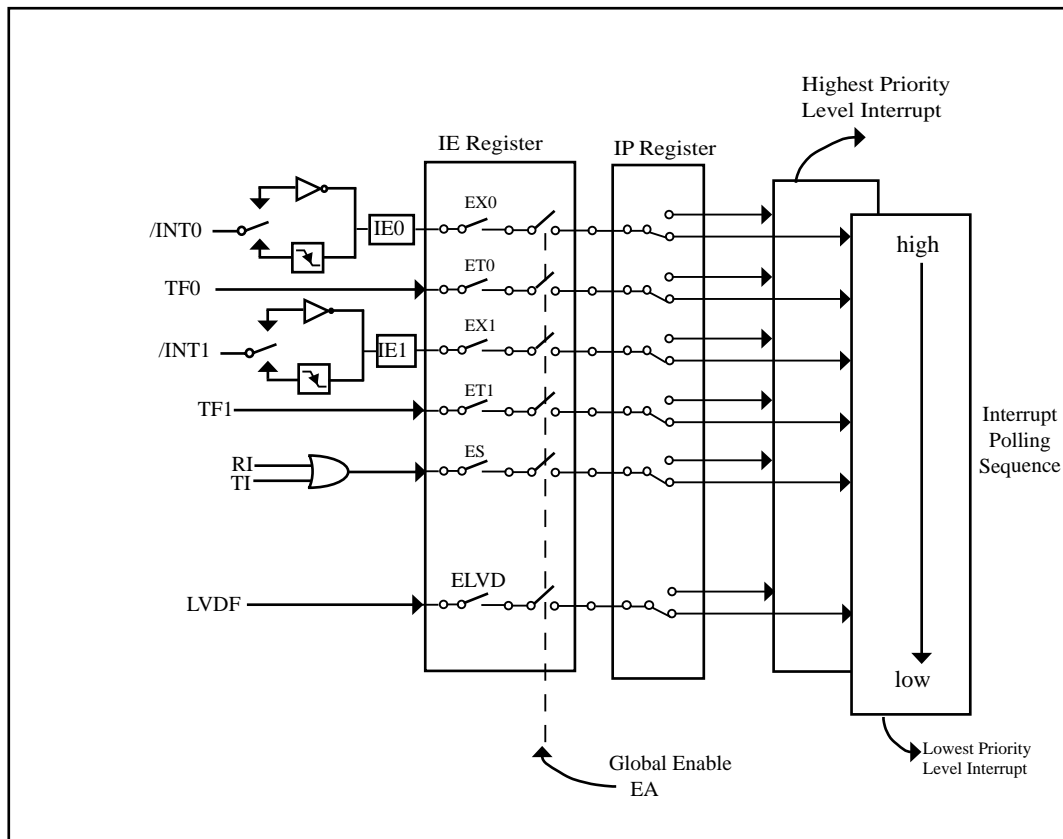 Highest Priority
Level Interrupt
IE Register
IP Register
/INT0
IE0
EX0
high
TF0
ET0
/INT1
IE1
EX1
TF1
ET1
Interrupt
Polling
Sequence
RI
TI
ES
LVDF
ELVD
low
Lowest Priority
Level Interrupt
Global Enable
EA